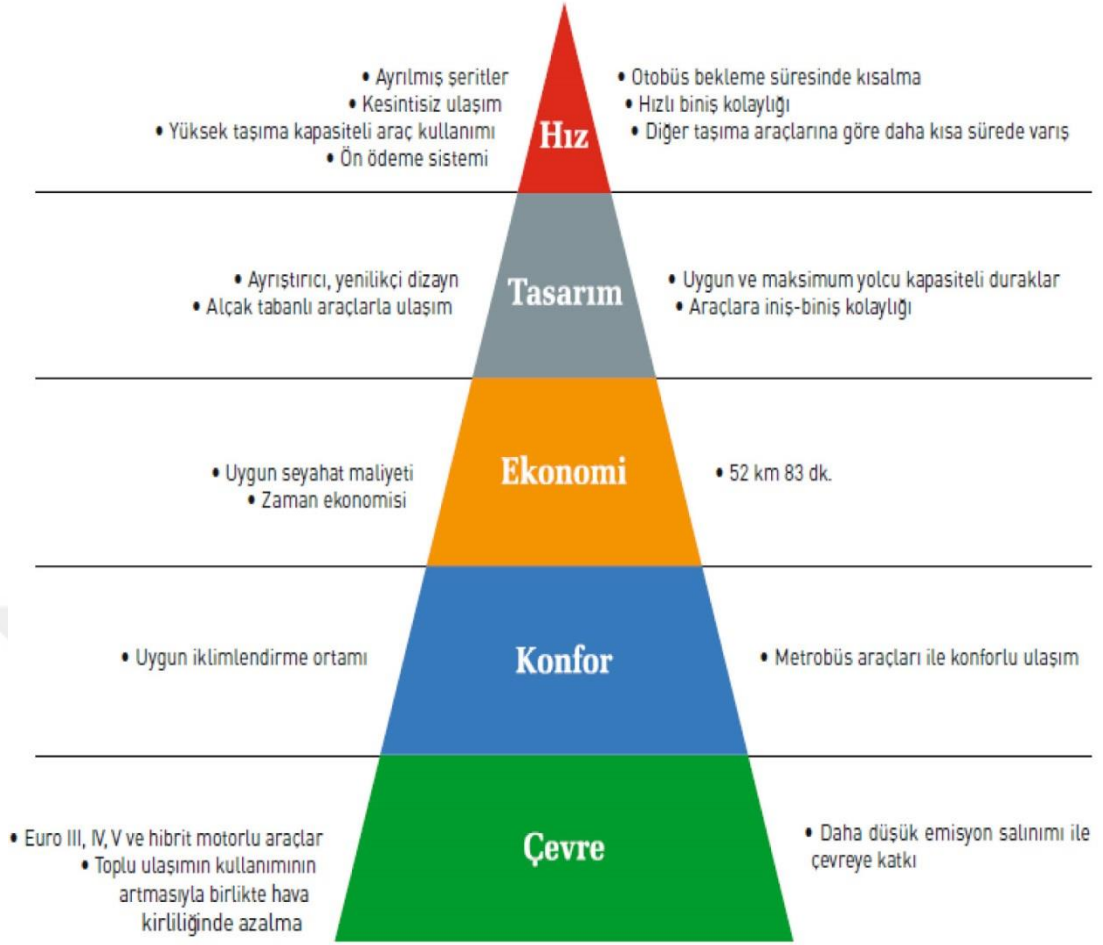 • Ayrılmış şeritler
• Kesintisiz ulaşım
• Yüksek taşıma kapasiteli araç kullanımı
• Ön ödeme sistemi
Hız
• Otobüs bekleme süresinde kısalma
• Hızlı biniş kolaylığı
• Diğer taşıma araçlarına göre daha kısa sürede varış
• Ayrıştırıcı, yenilikçi dizayn
• Alçak tabanlı araçlarla ulaşım
Tasarım
• Uygun ve maksimum yolcu kapasiteli duraklar
• Araçlara iniş-biniş kolaylığı
• Uygun seyahat maliyeti
• Zaman ekonomisi
Ekonomi
• 52 km 83 dk.
• Uygun iklimlendirme ortamı
Konfor
• Metrobüs araçları ile konforlu ulaşım
• Euro III, IV, V ve hibrit motorlu araçlar
• Toplu ulaşımın kullanımının
artmasıyla birlikte hava
kirliliğinde azalma
Çevre
• Daha düşük emisyon salınımı ile
çevreye katkı